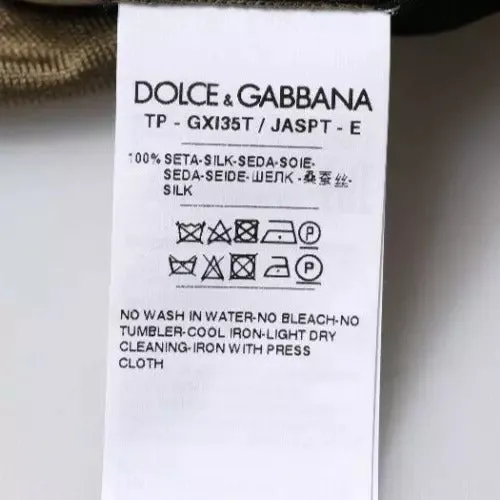 DOLCE & GABBANA
TP - GXI35T / JASPT - E
100% SETA-SILK-SEDA-SOIE-
SEDA-SEIDE-ШЕЛК -桑蚕丝-
SILK
P
P
NO WASH IN WATER-NO BLEACH-NO
TUMBLER-COOL IRON-LIGHT DRY
CLEANING-IRON WITH PRESS
CLOTH